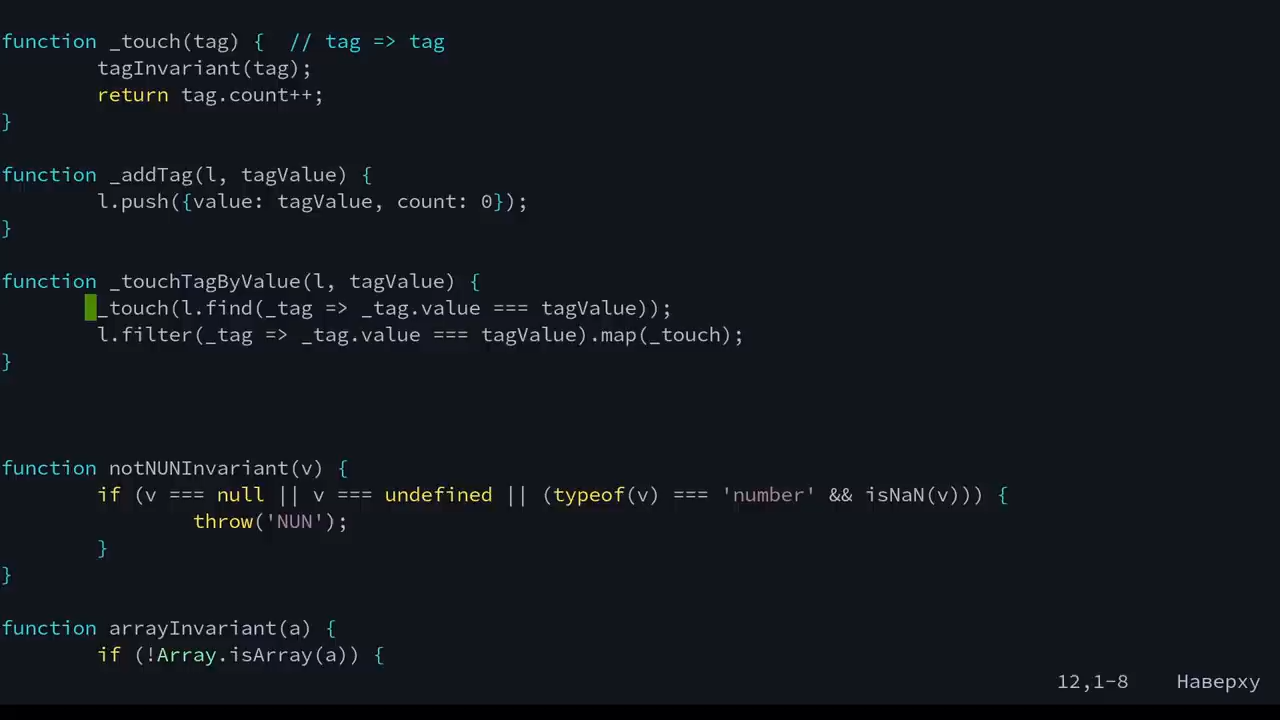 function _touch(tag) {  // tag => tag
        tagInvariant(tag);
        return tag.count++;
}
function _addTag(l, tagValue) {
        l.push({value: tagValue, count: 0});
}
function _touchTagByValue(l, tagValue) {
        _touch(l.find(_tag => _tag.value === tagValue));
        l.filter(_tag => _tag.value === tagValue).map(_touch);
}
function notNUNInvariant(v) {
        if (v === null || v === undefined || (typeof(v) === 'number' && isNaN(v))) {
                throw('NUN');
        }
}
function arrayInvariant(a) {
        if (!Array.isArray(a)) {
12,1-8    Наверху